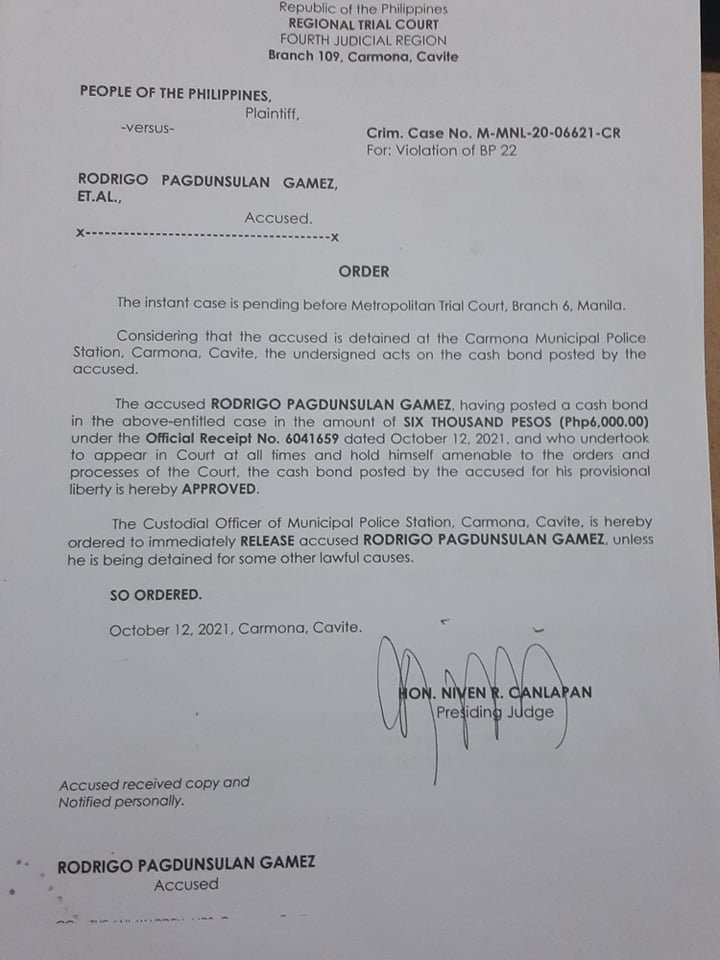 Republic of the Philippines
REGIONAL TRIAL COURT
FOURTH JUDICIAL REGION
Branch 109, Carmona, Cavite
PEOPLE OF THE PHILIPPINES,
Plaintiff,
-versus-
Crim. Case No. M-MNL-20-06621-CR
For: Violation of BP 22
RODRIGO PAGDUNSULAN GAMEZ,
ET.AL.,
Accused.
x---------------------------------------x
ORDER
The instant case is pending before Metropolitan Trial Court, Branch 6, Manila.
Considering that the accused is detained at the Carmona Municipal Police
Station, Carmona, Cavite, the undersigned acts on the cash bond posted by the
accused.
The accused RODRIGO PAGDUNSULAN GAMEZ, having posted a cash bond
in the above-entitled case in the amount of SIX THOUSAND PESOS (Php6,000.00)
under the Official Receipt No. 6041659 dated October 12, 2021, and who undertook
to appear in Court at all times and hold himself amenable to the orders and
processes of the Court, the cash bond posted by the accused for his provisional
liberty is hereby APPROVED.
The Custodial Officer of Municipal Police Station, Carmona, Cavite, is hereby
ordered to immediately RELEASE accused RODRIGO PAGDUNSULAN GAMEZ, unless
he is being detained for some other lawful causes.
SO ORDERED.
October 12, 2021, Carmona, Cavite.
HON. NIVEN R. CANLAPAN
Presiding Judge
Accused received copy and
Notified personally.
RODRIGO PAGDUNSULAN GAMEZ
Accused